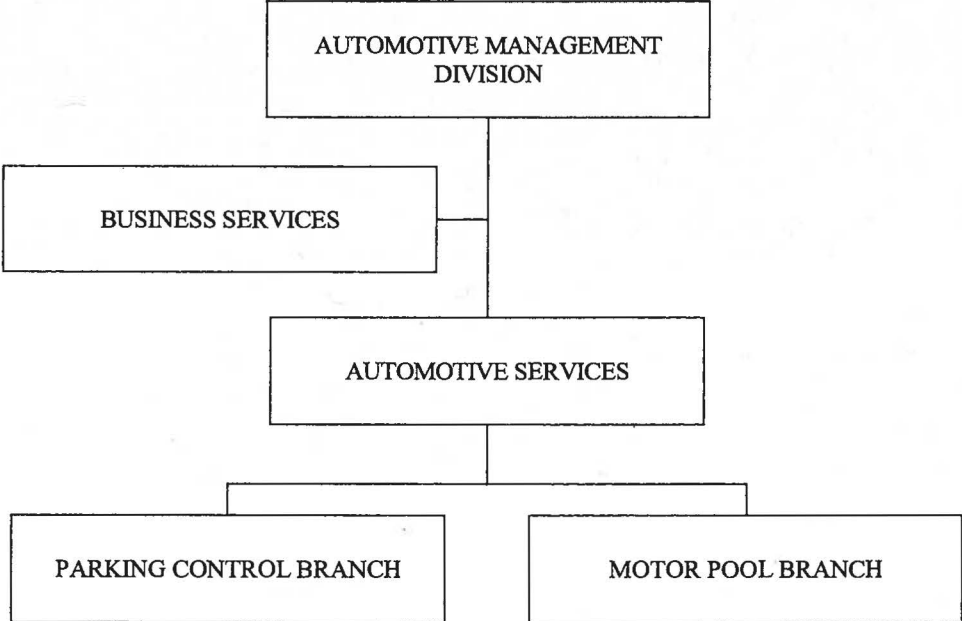 AUTOMOTIVE MANAGEMENT
DIVISION
BUSINESS SERVICES
AUTOMOTIVE SERVICES
PARKING CONTROL BRANCH
MOTOR POOL BRANCH